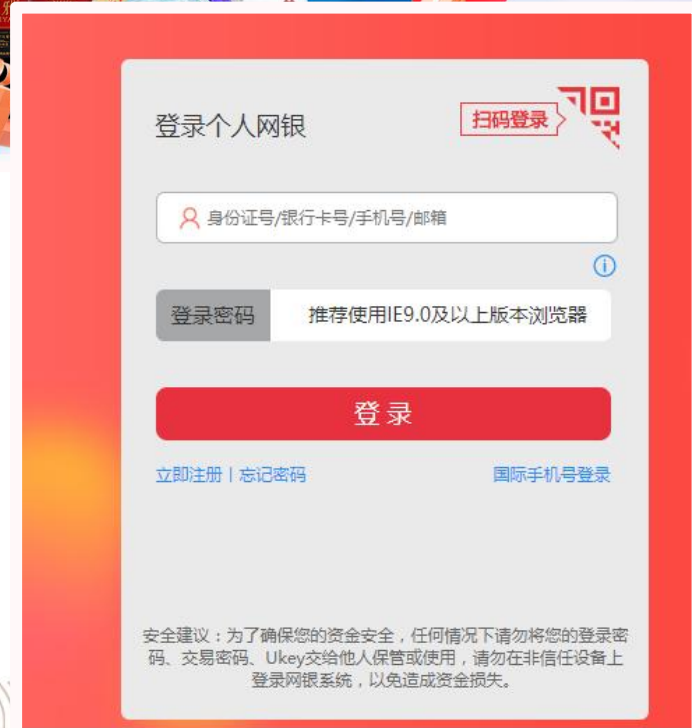 登录个人网银
扫码登录
身份证号/银行卡号/手机号/邮箱
登录密码
推荐使用IE9.0及以上版本浏览器
登 录
立即注册 | 忘记密码
国际手机号登录
安全建议：为了确保您的资金安全，任何情况下请勿将您的登录密
码、交易密码、Ukey交给他人保管或使用，请勿在非信任设备上
登录网银系统，以免造成资金损失。